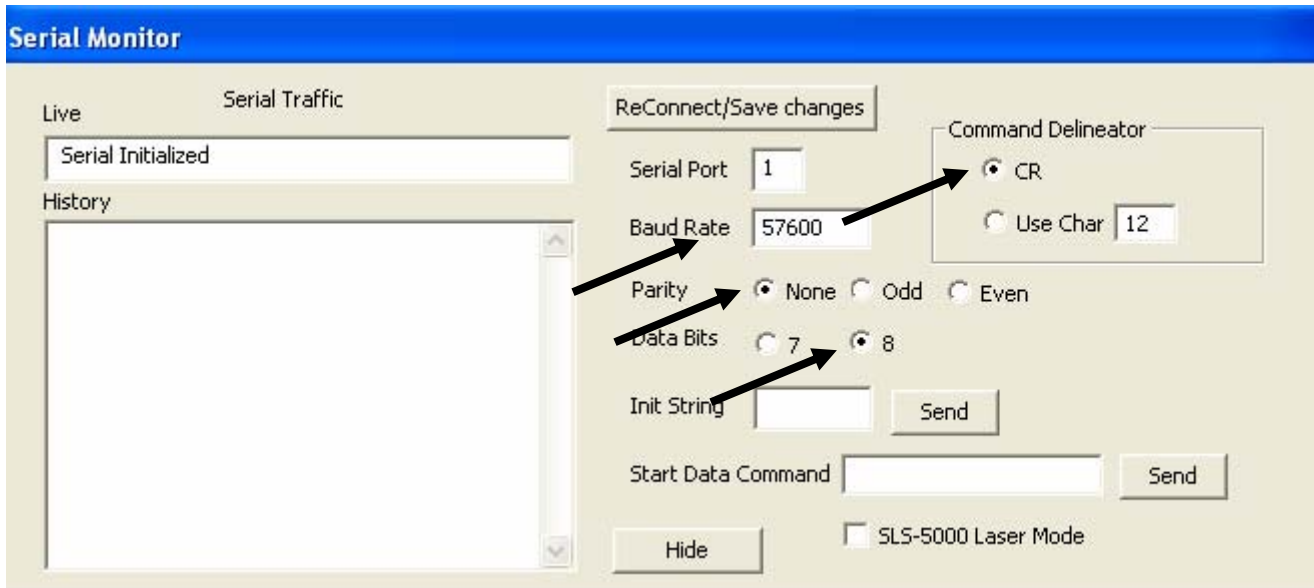 Serial Monitor
Serial Traffic
Live
Serial Initialized
History
ReConnect/Save changes
Serial Port 1
Baud Rate 57600
Parity None Odd Even
Data Bits 7 8
Init String Send
Start Data Command Send
Hide SLS-5000 Laser Mode
Command Delineator
CR
Use Char 12